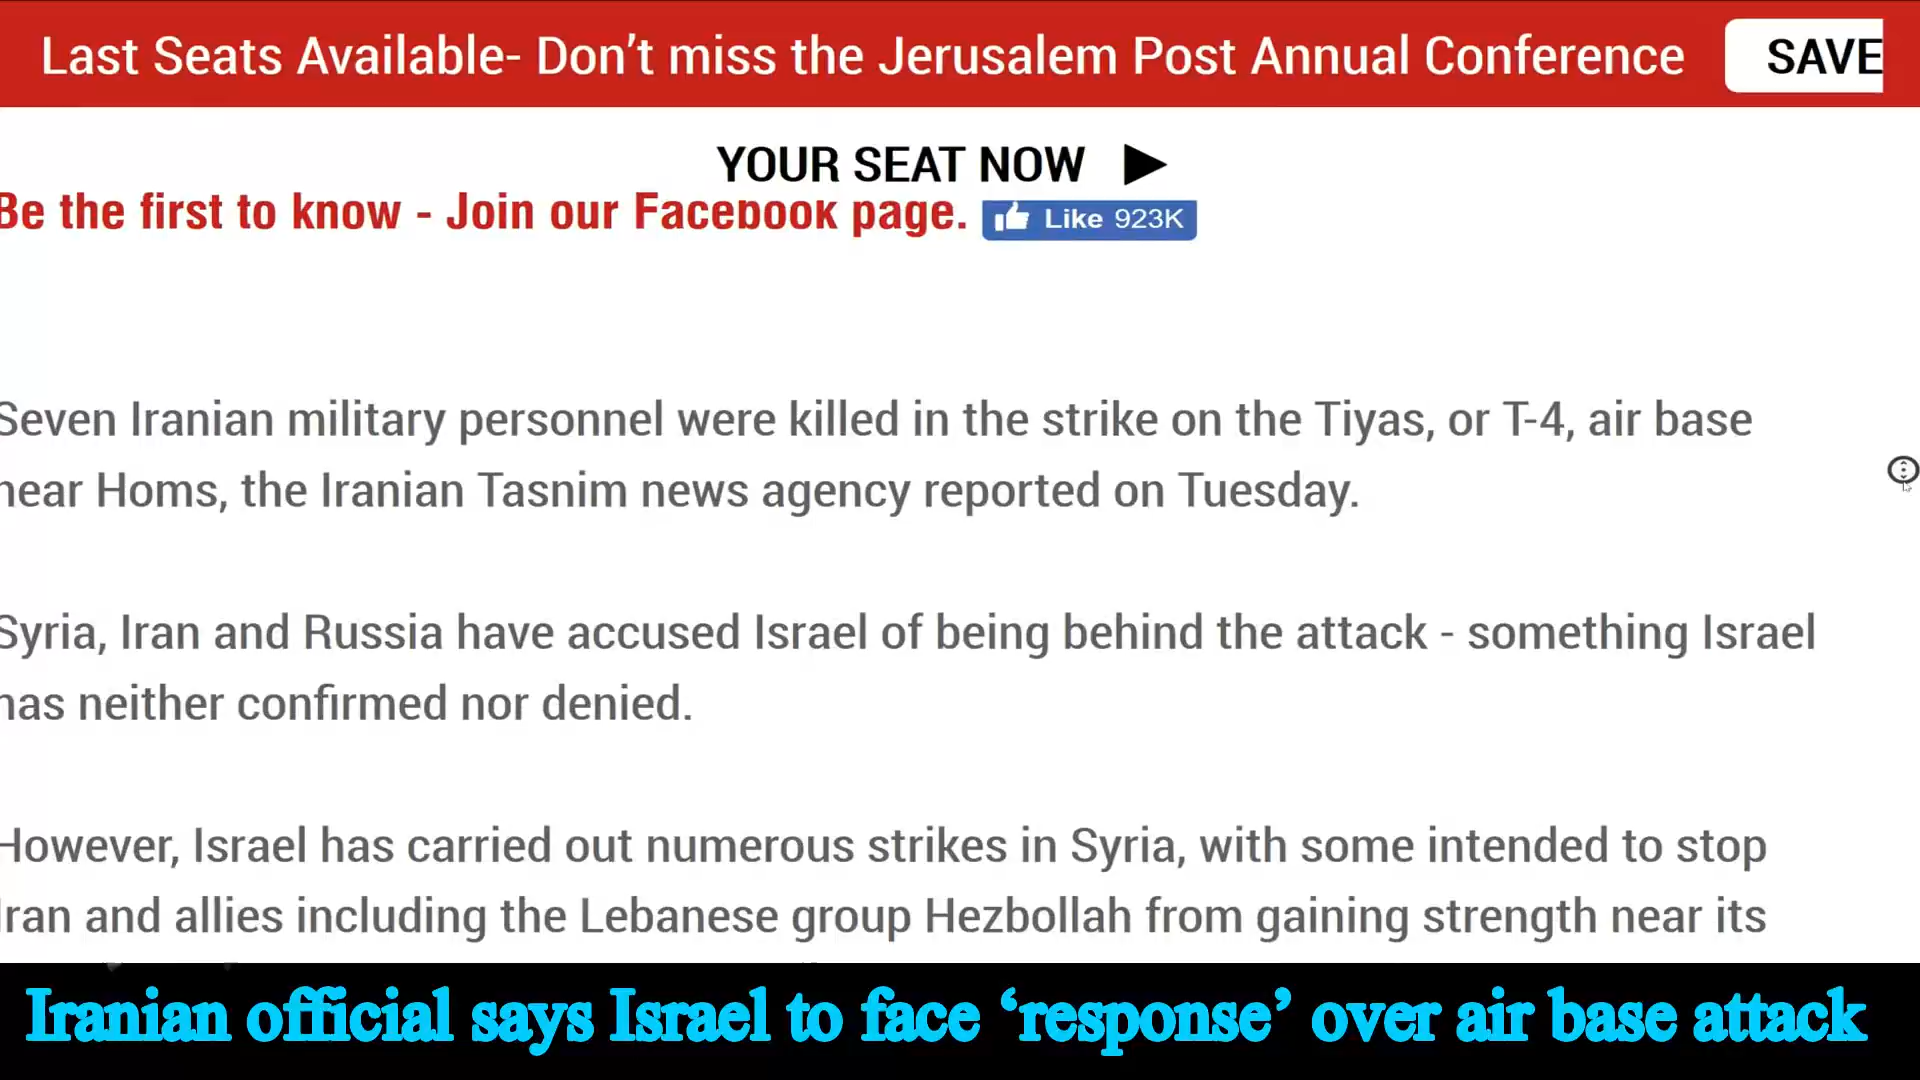 Last Seats Available- Don't miss the Jerusalem Post Annual Conference SAVE
YOUR SEAT NOW
Be the first to know - Join our Facebook page. Like 923K
Seven Iranian military personnel were killed in the strike on the Tiyas, or T-4, air base
near Homs, the Iranian Tasnim news agency reported on Tuesday.
Syria, Iran and Russia have accused Israel of being behind the attack - something Israel
has neither confirmed nor denied.
However, Israel has carried out numerous strikes in Syria, with some intended to stop
Iran and allies including the Lebanese group Hezbollah from gaining strength near its
Iranian official says Israel to face ‘response’ over air base attack